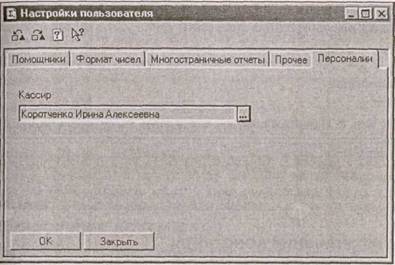 Настройки пользователя
Помощники Формат чисел Многостраничные отчеты Прочее Персоналии
Кассир
Коротченко Ирина Алексеевна ...
OK Закрыть